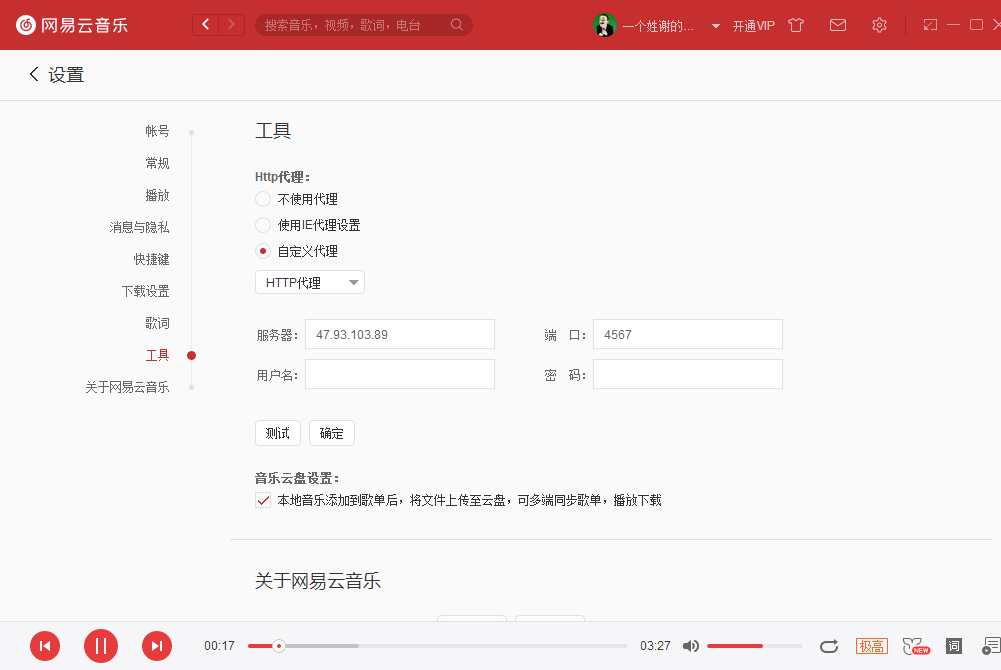 网易云音乐
搜索音乐，视频，歌词，电台
一个姓谢的...
开通VIP
设置
帐号
常规
播放
消息与隐私
快捷键
下载设置
歌词
工具
关于网易云音乐
工具
Http代理：
不使用代理
使用IE代理设置
自定义代理
HTTP代理
服务器： 47.93.103.89 端 口： 4567
用户名： 密 码：
测试 确定
音乐云盘设置：
本地音乐添加到歌单后，将文件上传至云盘，可多端同步歌单，播放下载
关于网易云音乐
00:17 03:27 极高 NEW 词